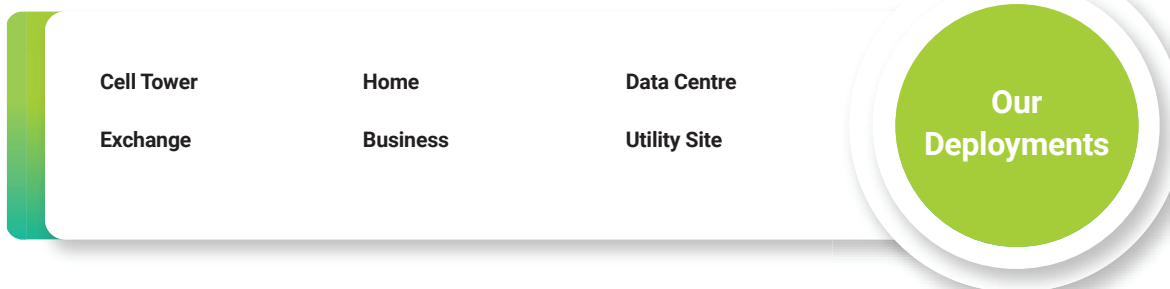 Cell Tower Home Data Centre
Exchange Business Utility Site
Our
Deployments